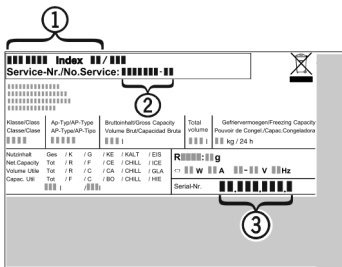 1
Index /
Service-Nr./No.Service: -
2
Klasse/Class Ap-Typ/AP-Type Bruttoinhalt/Gross Capacity Total Gefriervermoegen/Freezing Capacity
Classe/Clase AP-Type/AP-Tipo Volume Brut/Capacidad Bruta volume Pouvoir de Congel./Capac.Congeladora
l l kg / 24 h
Nutzinhalt Ges / K / G / KE / KALT / EIS R : g
Net.Capacity Tot / R / F / CE / CHILL / ICE
Volume Utile Tot / F / C / CA / CHILL / GLA W A - V Hz
Capac. Util Tot / F / C / BO / CHILL / HIE
l / l Serial-Nr. . . .
3